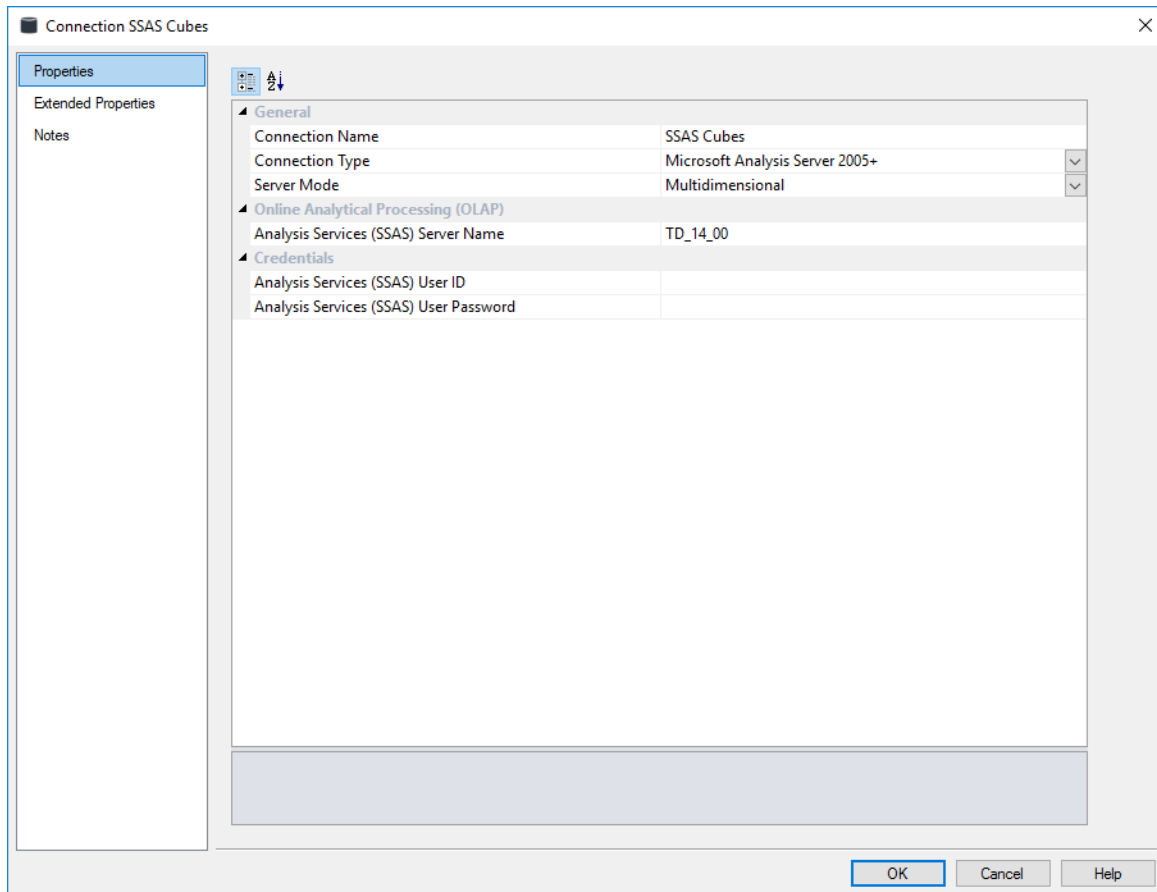 Connection SSAS Cubes
Properties
Extended Properties
Notes
General
Connection Name SSAS Cubes
Connection Type Microsoft Analysis Server 2005+
Server Mode Multidimensional
Online Analytical Processing (OLAP)
Analysis Services (SSAS) Server Name TD_14_00
Credentials
Analysis Services (SSAS) User ID
Analysis Services (SSAS) User Password
OK Cancel Help